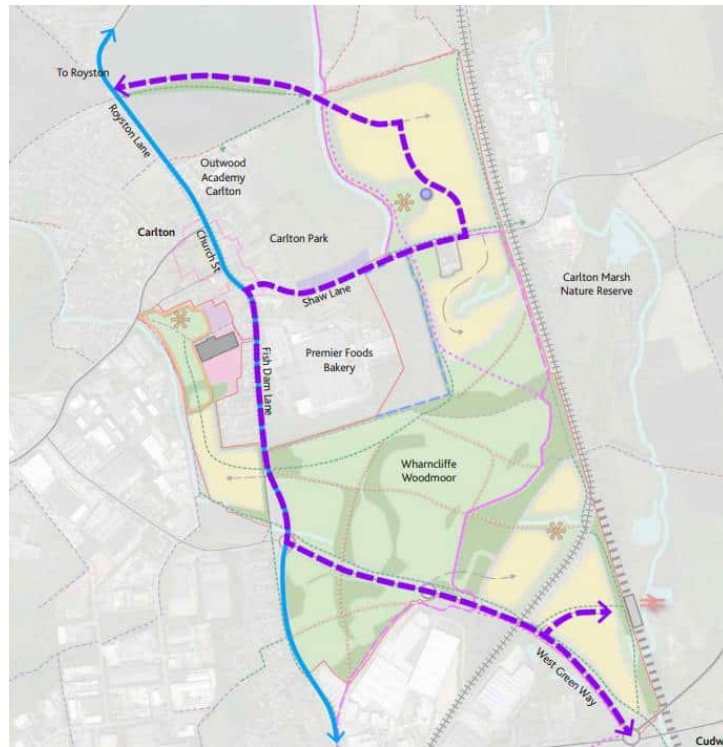 To Royston
Royston Lane
Outwood
Academy
Carlton
Carlton
Church St
Carlton Park
Shaw Lane
Carlton Marsh
Nature Reserve
Premier Foods
Bakery
Fish Dam Lane
Wharncliffe
Woodmoor
West Green Way
Cudw